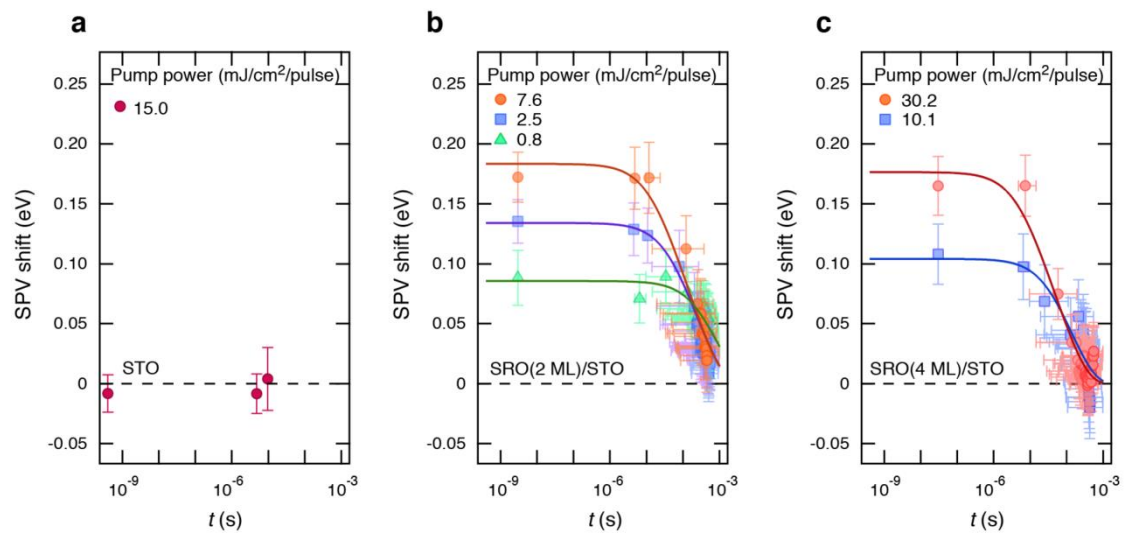 a
Pump power (mJ/cm²/pulse)
15.0
0.25
0.20
0.15
0.10
0.05
0
-0.05
SPV shift (eV)
STO
10⁻⁹
10⁻⁶
10⁻³
t (s)
b
Pump power (mJ/cm²/pulse)
7.6
2.5
0.8
0.25
0.20
0.15
0.10
0.05
0
-0.05
SPV shift (eV)
SRO(2 ML)/STO
10⁻⁹
10⁻⁶
10⁻³
t (s)
c
Pump power (mJ/cm²/pulse)
30.2
10.1
0.25
0.20
0.15
0.10
0.05
0
-0.05
SPV shift (eV)
SRO(4 ML)/STO
10⁻⁹
10⁻⁶
10⁻³
t (s)